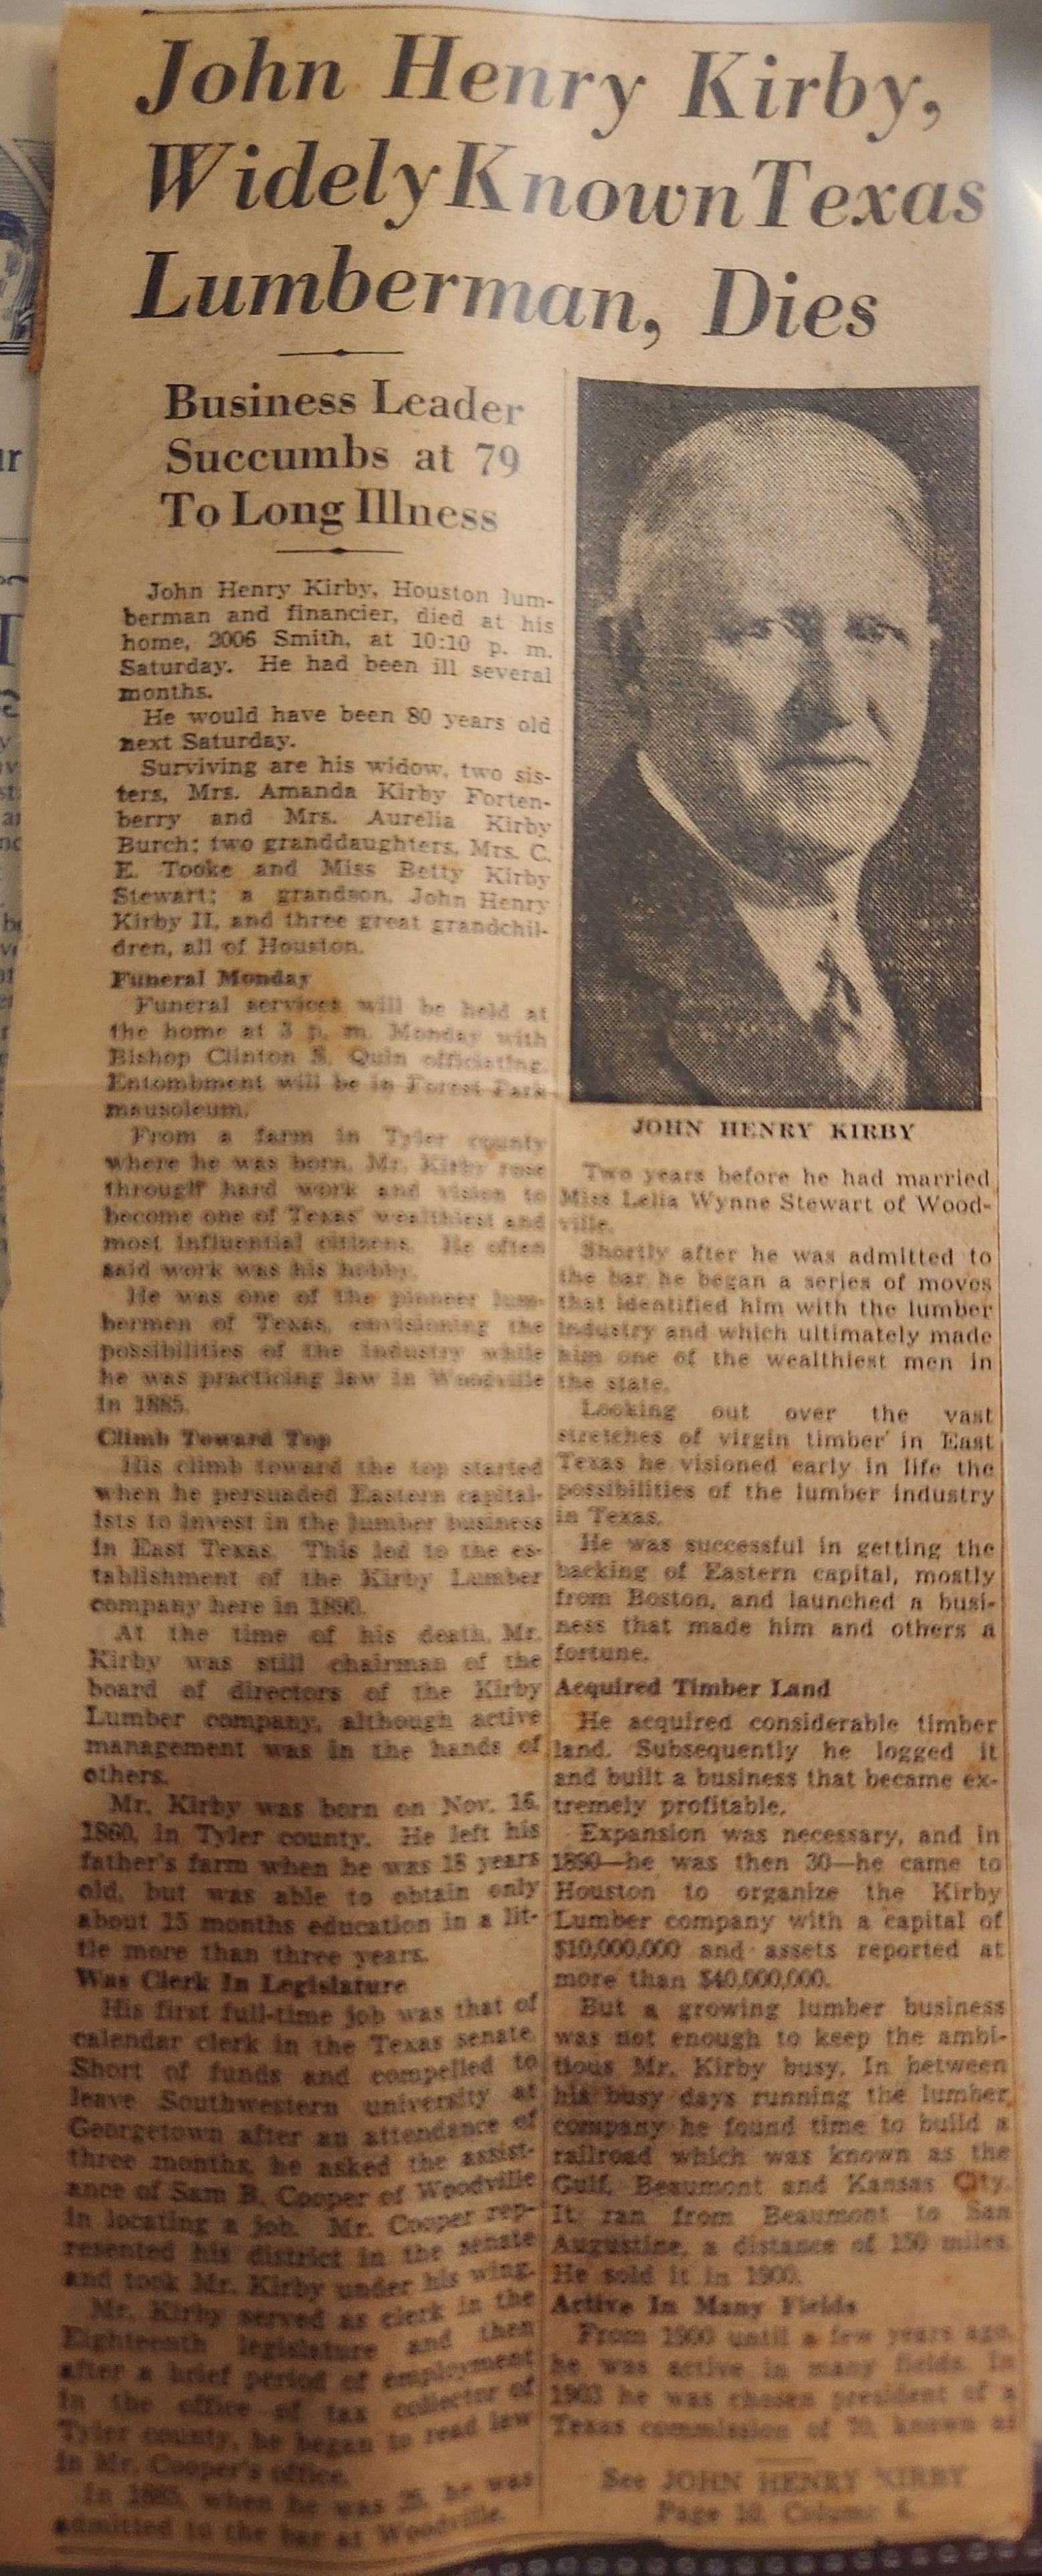 John Henry Kirby,
Widely Known Texas
Lumberman, Dies
Business Leader
Succumbs at 79
To Long Illness
John Henry Kirby, Houston lum-
berman and financier, died at his
home, 2006 Smith, at 10:10 p. m.
Saturday. He had been ill several
months.
He would have been 80 years old
next Saturday.
Surviving are his widow, two sis-
ters, Mrs. Amanda Kirby Forten-
berry and Mrs. Aurelia Kirby
Burch; two granddaughters, Mrs. C.
E. Tooke and Miss Betty Kirby
Stewart; a grandson, John Henry
Kirby II, and three great grandchil-
dren, all of Houston.
Funeral Monday
Funeral services will be held at
the home at 3 p. m. Monday with
Bishop Clinton S. Quin officiating.
Entombment will be in Forest Park
mausoleum.
From a farm in Tyler county
where he was born, Mr. Kirby rose
through hard work and vision to
become one of Texas' wealthiest and
most influential citizens. He often
said work was his hobby.
He was one of the pioneer lum-
bermen of Texas, envisioning the
possibilities of the industry while
he was practicing law in Woodville
in 1885.
Climb Toward Top
His climb toward the top started
when he persuaded Eastern capital-
ists to invest in the lumber business
in East Texas. This led to the es-
tablishment of the Kirby Lumber
company here in 1890.
At the time of his death, Mr.
Kirby was still chairman of the
board of directors of the Kirby
Lumber company, although active
management was in the hands of
others.
Mr. Kirby was born on Nov. 16,
1860, in Tyler county. He left his
father's farm when he was 18 years
old, but was able to obtain only
about 15 months education in a lit-
tle more than three years.
Was Clerk In Legislature
His first full-time job was that of
calendar clerk in the Texas senate.
Short of funds and compelled to
leave Southwestern university at
Georgetown after an attendance of
three months, he asked the assist-
ance of Sam B. Cooper of Woodville
in locating a job. Mr. Cooper rep-
resented his district in the senate
and took Mr. Kirby under his wing.
Mr. Kirby served as clerk in the
Eighteenth legislature and then
after a brief period of employment
in the office of tax collector of
Tyler county, he began to read law
in Mr. Cooper's office.
In 1885, when he was 25, he was
admitted to the bar at Woodville.
JOHN HENRY KIRBY
Two years before he had married
Miss Lelia Wynne Stewart of Wood-
ville.
Shortly after he was admitted to
the bar he began a series of moves
that identified him with the lumber
industry and which ultimately made
him one of the wealthiest men in
the state.
Looking out over the vast
stretches of virgin timber in East
Texas he visioned early in life the
possibilities of the lumber industry
in Texas.
He was successful in getting the
backing of Eastern capital, mostly
from Boston, and launched a busi-
ness that made him and others a
fortune.
Acquired Timber Land
He acquired considerable timber
land. Subsequently he logged it
and built a business that became ex-
tremely profitable.
Expansion was necessary, and in
1890—he was then 30—he came to
Houston to organize the Kirby
Lumber company with a capital of
$10,000,000 and assets reported at
more than $40,000,000.
But a growing lumber business
was not enough to keep the ambi-
tious Mr. Kirby busy. In between
his busy days running the lumber
company he found time to build a
railroad which was known as the
Gulf, Beaumont and Kansas City.
It ran from Beaumont to San
Augustine, a distance of 150 miles.
He sold it in 1900.
Active In Many Fields
From 1900 until a few years ago,
he was active in many fields. In
1903 he was chosen president of a
Texas commission of 70, known as
See JOHN HENRY KIRBY
Page 10, Column 6.